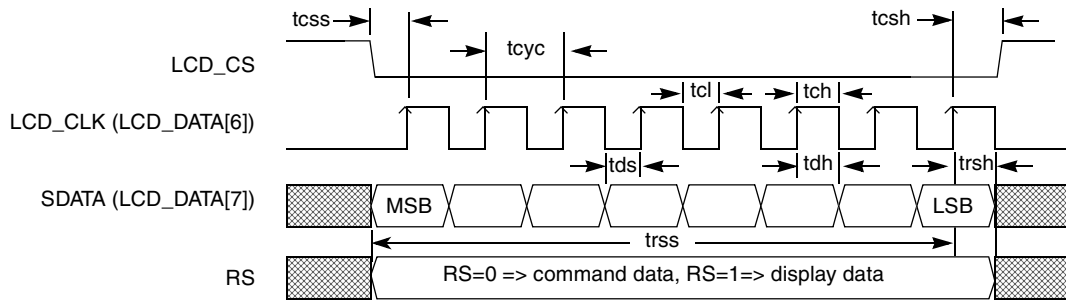 tcss
tcsh
tcyc
LCD_CS
tcl
tch
LCD_CLK (LCD_DATA[6])
tds
tdh
trsh
SDATA (LCD_DATA[7])
MSB
LSB
trss
RS
RS=0 => command data, RS=1=> display data